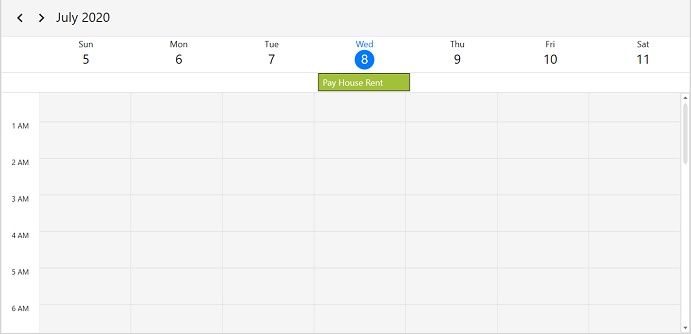 July 2020
Sun Mon Tue Wed Thu Fri Sat
5 6 7 8 9 10 11
Pay House Rent
1 AM
2 AM
3 AM
4 AM
5 AM
6 AM